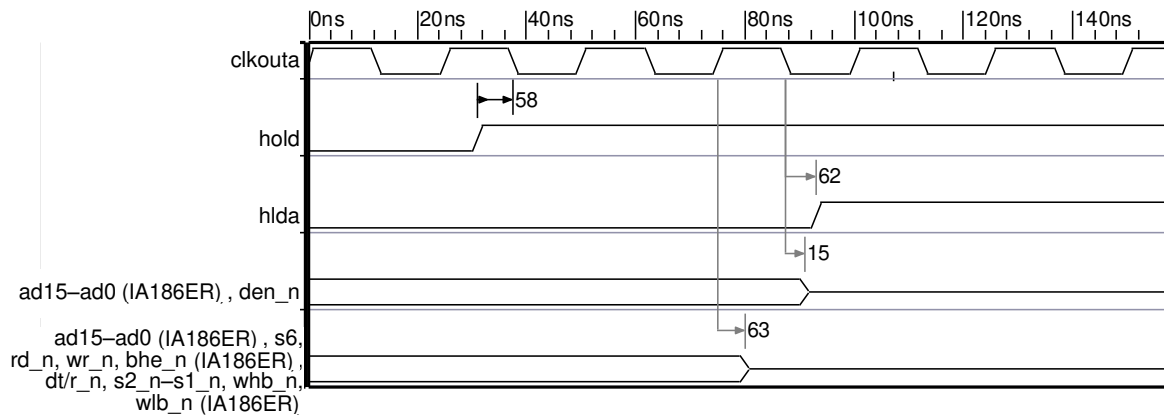 0ns 20ns 40ns 60ns 80ns 100ns 120ns 140ns
clkouta
58
hold
62
hlda
15
ad15–ad0 (IA186ER) , den_n
63
ad15–ad0 (IA186ER) , s6,
rd_n, wr_n, bhe_n (IA186ER) ,
dt/r_n, s2_n–s1_n, whb_n,
wlb_n (IA186ER)